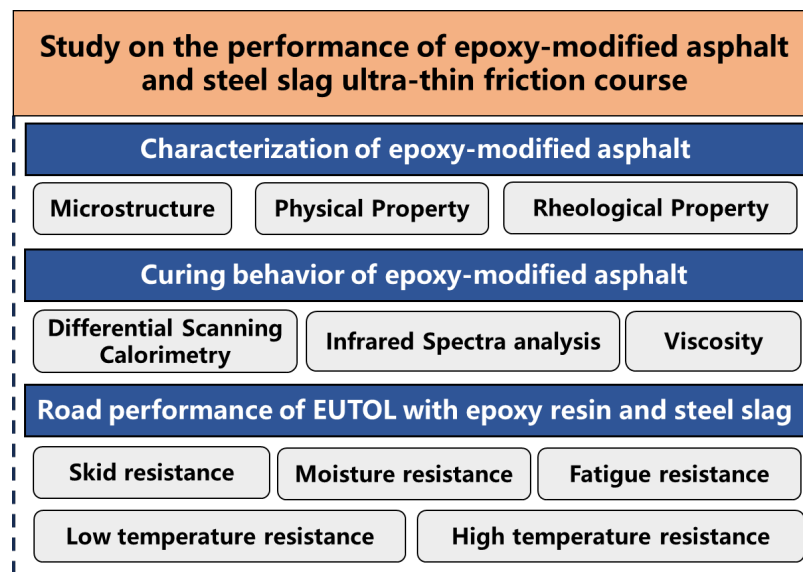 Study on the performance of epoxy-modified asphalt
and steel slag ultra-thin friction course
Characterization of epoxy-modified asphalt
Microstructure
Physical Property
Rheological Property
Curing behavior of epoxy-modified asphalt
Differential Scanning
Calorimetry
Infrared Spectra analysis
Viscosity
Road performance of EUTOL with epoxy resin and steel slag
Skid resistance
Moisture resistance
Fatigue resistance
Low temperature resistance
High temperature resistance